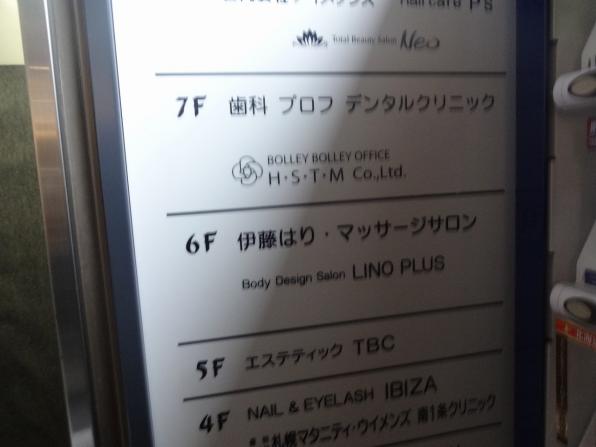 Haircare P's
Total Beauty Salon Neo
7F 歯科 プロフ デンタルクリニック
BOLLEY BOLLEY OFFICE
H・S・T・M Co.,Ltd.
6F 伊藤はり・マッサージサロン
Body Design Salon LINO PLUS
5F エステティック TBC
4F NAIL & EYELASH IBIZA
札幌マタニティ・ウイメンズ 南1条クリニック